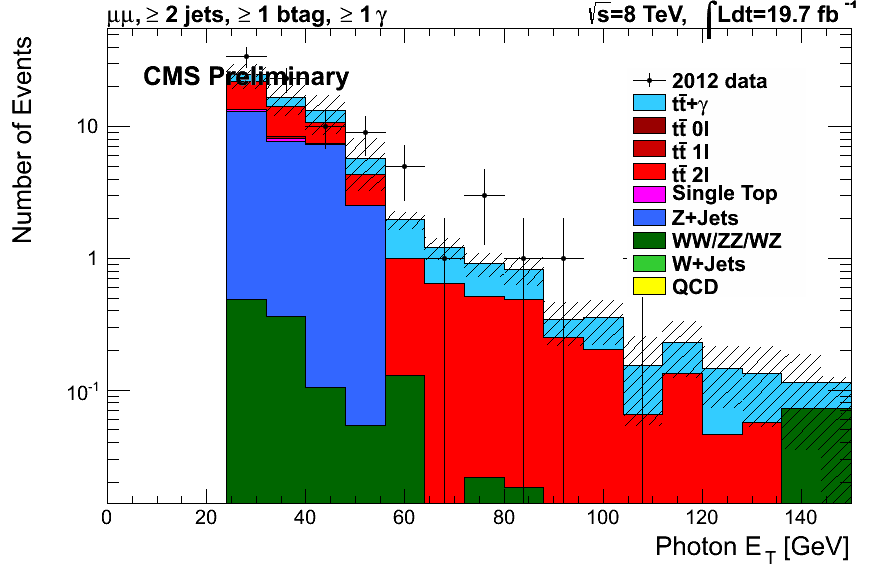 μμ, ≥ 2 jets, ≥ 1 btag, ≥ 1 γ √s=8 TeV, ∫Ldt=19.7 fb⁻¹
CMS Preliminary
2012 data
tt̄+γ
tt̄ 0l
tt̄ 1l
tt̄ 2l
Single Top
Z+Jets
WW/ZZ/WZ
W+Jets
QCD
Number of Events
10
1
10⁻¹
0 20 40 60 80 100 120 140
Photon E_T [GeV]